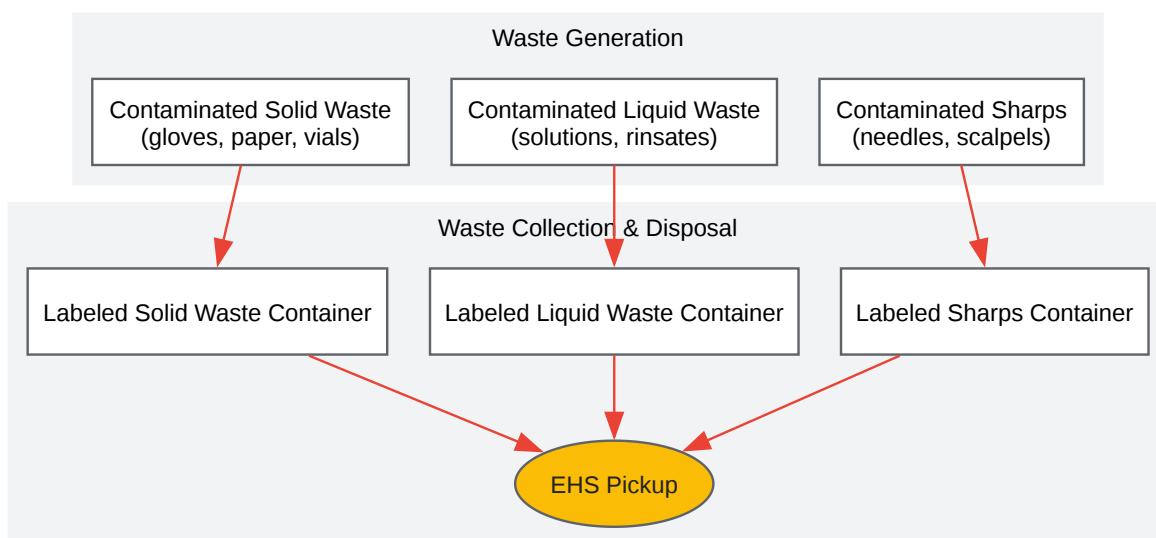 Waste Generation
Contaminated Solid Waste
(gloves, paper, vials)
Contaminated Liquid Waste
(solutions, rinsates)
Contaminated Sharps
(needles, scalpels)
Waste Collection & Disposal
Labeled Solid Waste Container
Labeled Liquid Waste Container
Labeled Sharps Container
EHS Pickup